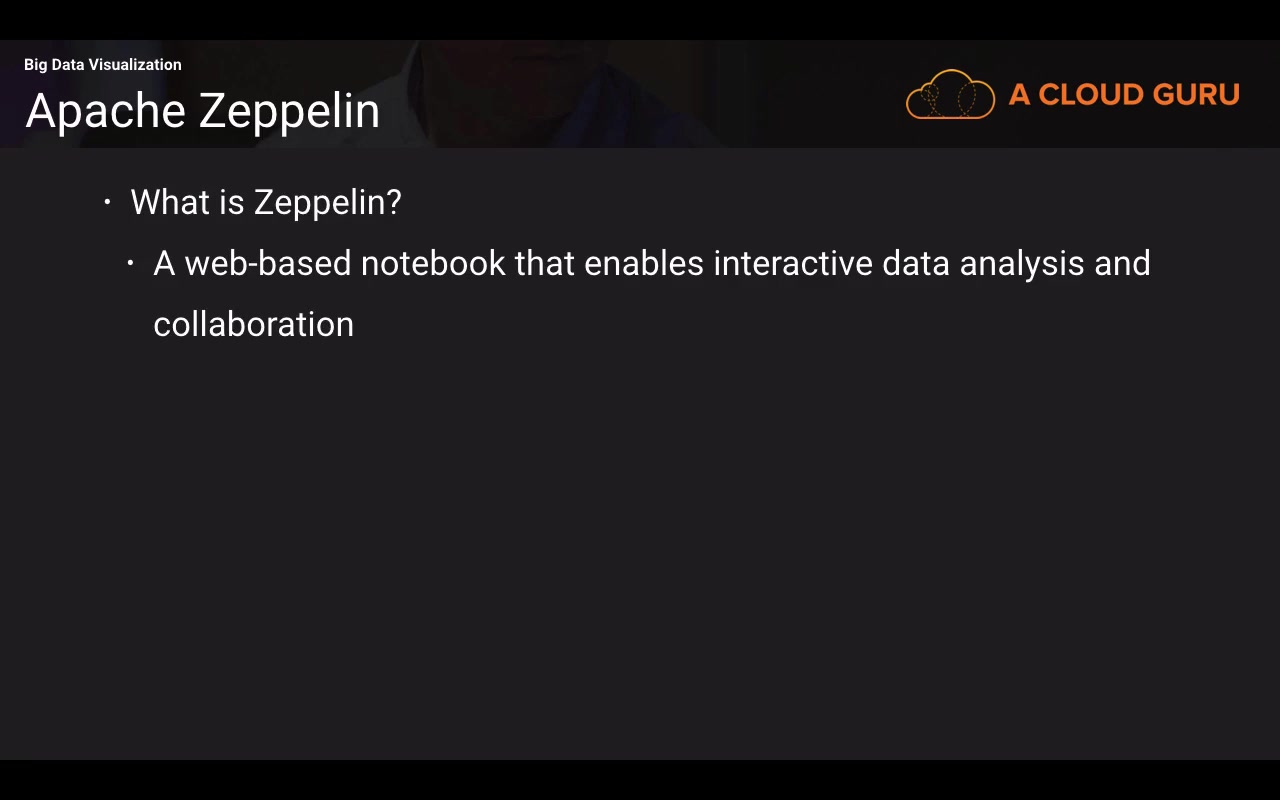 Big Data Visualization
Apache Zeppelin
A CLOUD GURU
· What is Zeppelin?
· A web-based notebook that enables interactive data analysis and
collaboration